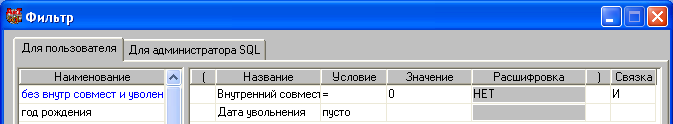 Фильтр
Для пользователя Для администратора SQL
Наименование ( Название Условие Значение Расшифровка ) Связка
без внутр совмест и уволен Внутренний совмест = 0 НЕТ И
год рождения Дата увольнения пусто